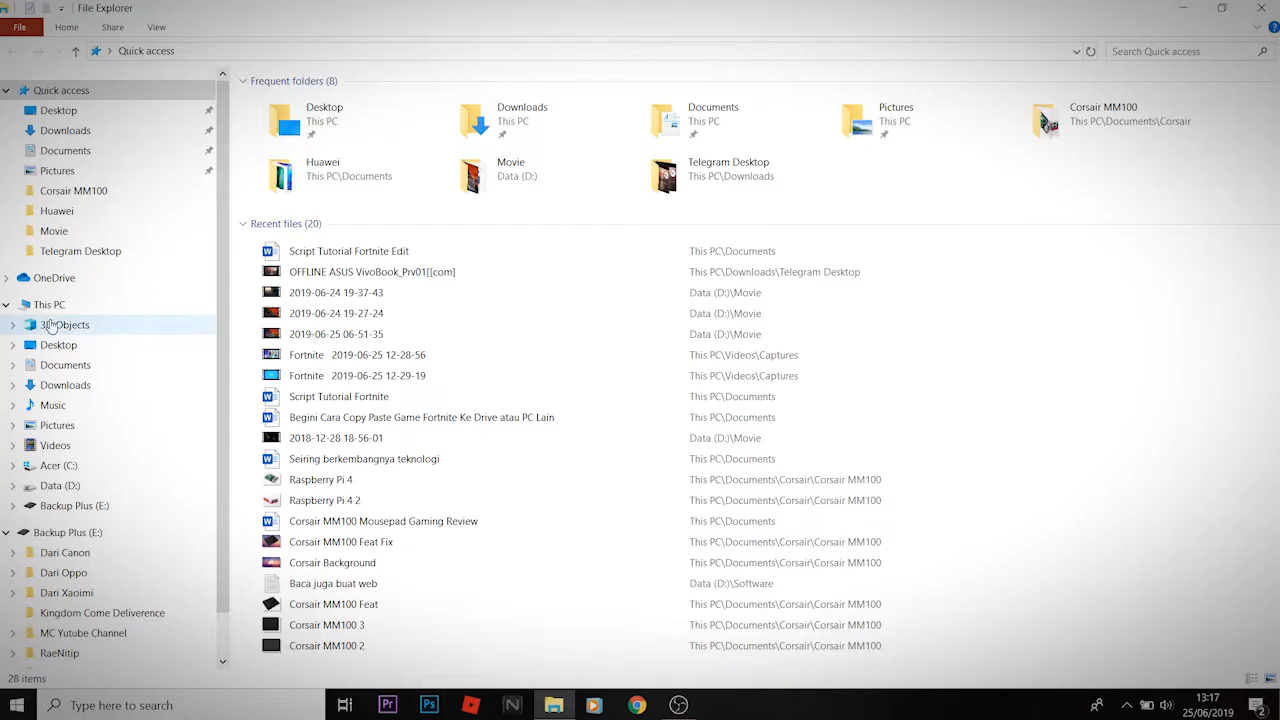 File Explorer
File Home Share View
Quick access
Search Quick access
Quick access
Desktop
Downloads
Documents
Pictures
Corsair MM100
Huawei
Movie
Telegram Desktop
OneDrive
This PC
3D Objects
Desktop
Documents
Downloads
Music
Pictures
Videos
Acer (C:)
Data (D:)
Backup Plus (E:)
Backup Plus (E:)
Dari Canon
Dari Oppo
Dari Xiaomi
Kingdom Come Deliverance
MC Yutube Channel
RaeNitip
28 items
Frequent folders (8)
Desktop
This PC
Downloads
This PC
Documents
This PC
Pictures
This PC
Corsair MM100
This PC\Documents\Corsair
Huawei
This PC\Documents
Movie
Data (D:)
Telegram Desktop
This PC\Downloads
Recent files (20)
Script Tutorial Fortnite Edit This PC\Documents
OFFLINE ASUS VivoBook_Prv01[[com] This PC\Downloads\Telegram Desktop
2019-06-24 19-37-43 Data (D:)\Movie
2019-06-24 19-27-24 Data (D:)\Movie
2019-06-25 06-51-35 Data (D:)\Movie
Fortnite 2019-06-25 12-28-56 This PC\Videos\Captures
Fortnite 2019-06-25 12-29-19 This PC\Videos\Captures
Script Tutorial Fortnite This PC\Documents
Begini Cara Copy Paste Game Fortnite Ke Drive atau PC Lain This PC\Documents
2018-12-28 18-56-01 Data (D:)\Movie
Seiring berkembangnya teknologi This PC\Documents
Raspberry Pi 4 This PC\Documents\Corsair\Corsair MM100
Raspberry Pi 4 2 This PC\Documents\Corsair\Corsair MM100
Corsair MM100 Mousepad Gaming Review This PC\Documents
Corsair MM100 Feat Fix This PC\Documents\Corsair\Corsair MM100
Corsair Background This PC\Documents\Corsair\Corsair MM100
Baca juga buat web Data (D:)\Software
Corsair MM100 Feat This PC\Documents\Corsair\Corsair MM100
Corsair MM100 3 This PC\Documents\Corsair\Corsair MM100
Corsair MM100 2 This PC\Documents\Corsair\Corsair MM100
Type here to search
Pr
Ps
13:17
25/06/2019
2